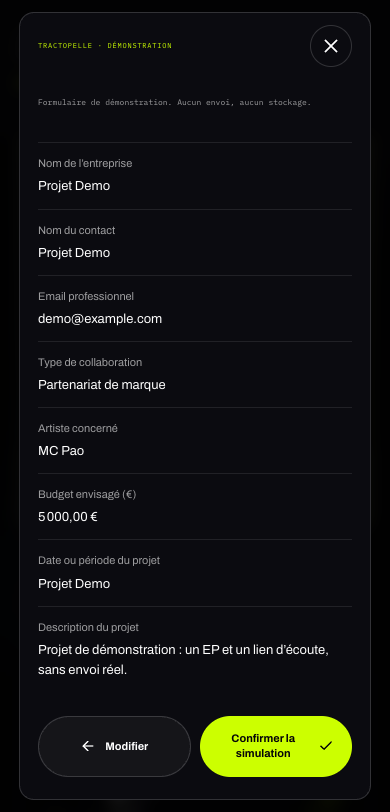 TRACTOPELLE - DÉMONSTRATION
Formulaire de démonstration. Aucun envoi, aucun stockage.
Nom de l'entreprise
Projet Demo
Nom du contact
Projet Demo
Email professionnel
demo@example.com
Type de collaboration
Partenariat de marque
Artiste concerné
MC Pao
Budget envisagé (€)
5 000,00 €
Date ou période du projet
Projet Demo
Description du projet
Projet de démonstration : un EP et un lien d'écoute,
sans envoi réel.
Modifier
Confirmer la
simulation